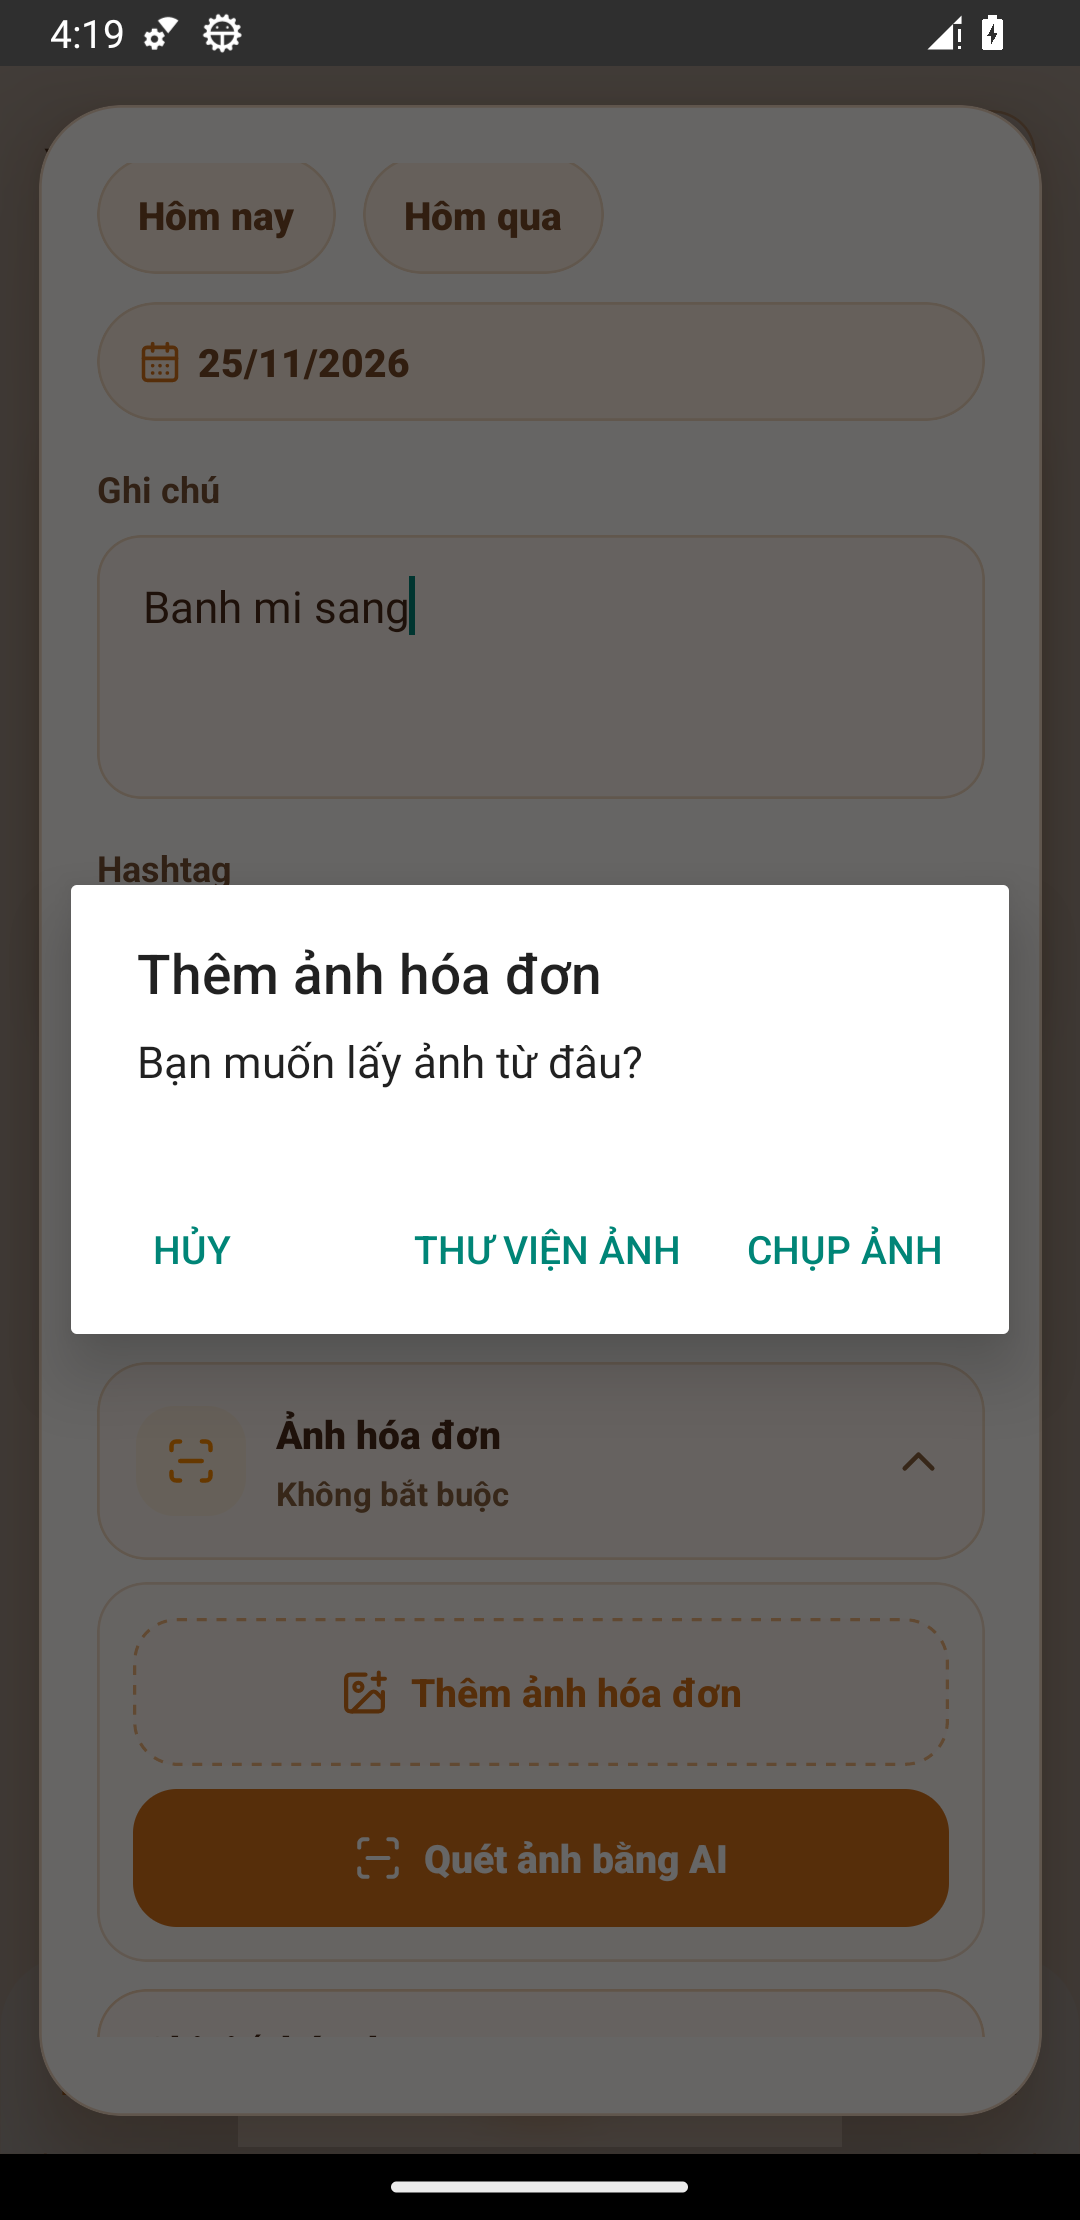 4:19
Hôm nay
Hôm qua
25/11/2026
Ghi chú
Banh mi sang
Hashtag
Thêm ảnh hóa đơn
Bạn muốn lấy ảnh từ đâu?
HỦY
THƯ VIỆN ẢNH
CHỤP ẢNH
Ảnh hóa đơn
Không bắt buộc
Thêm ảnh hóa đơn
Quét ảnh bằng AI